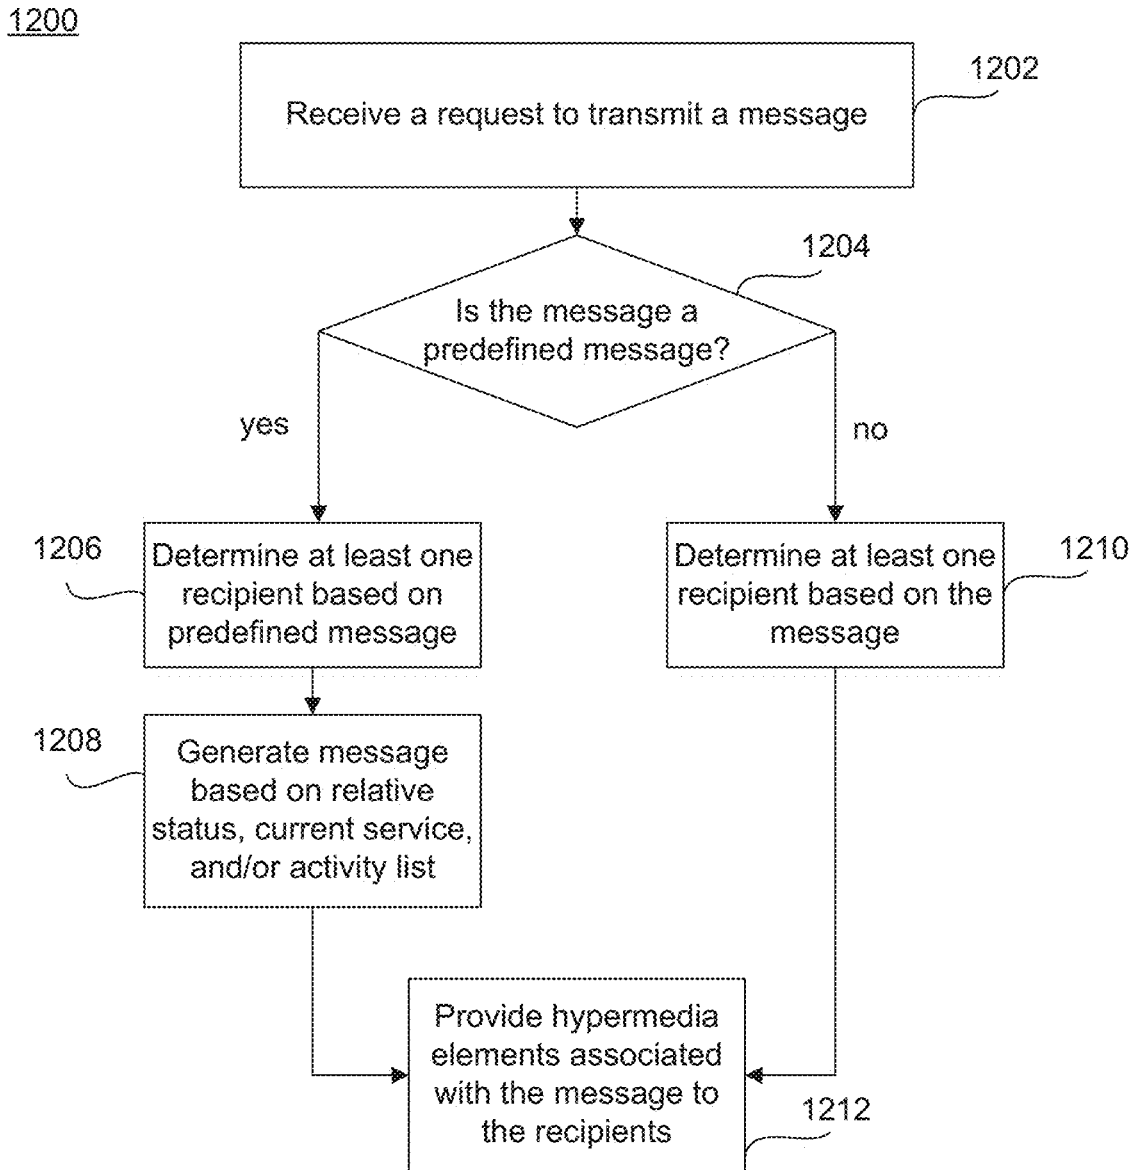 1200
Receive a request to transmit a message
1202
Is the message a
predefined message?
1204
yes
no
1206
Determine at least one
recipient based on
predefined message
Determine at least one
recipient based on the
message
1210
1208
Generate message
based on relative
status, current service,
and/or activity list
Provide hypermedia
elements associated
with the message to
the recipients
1212